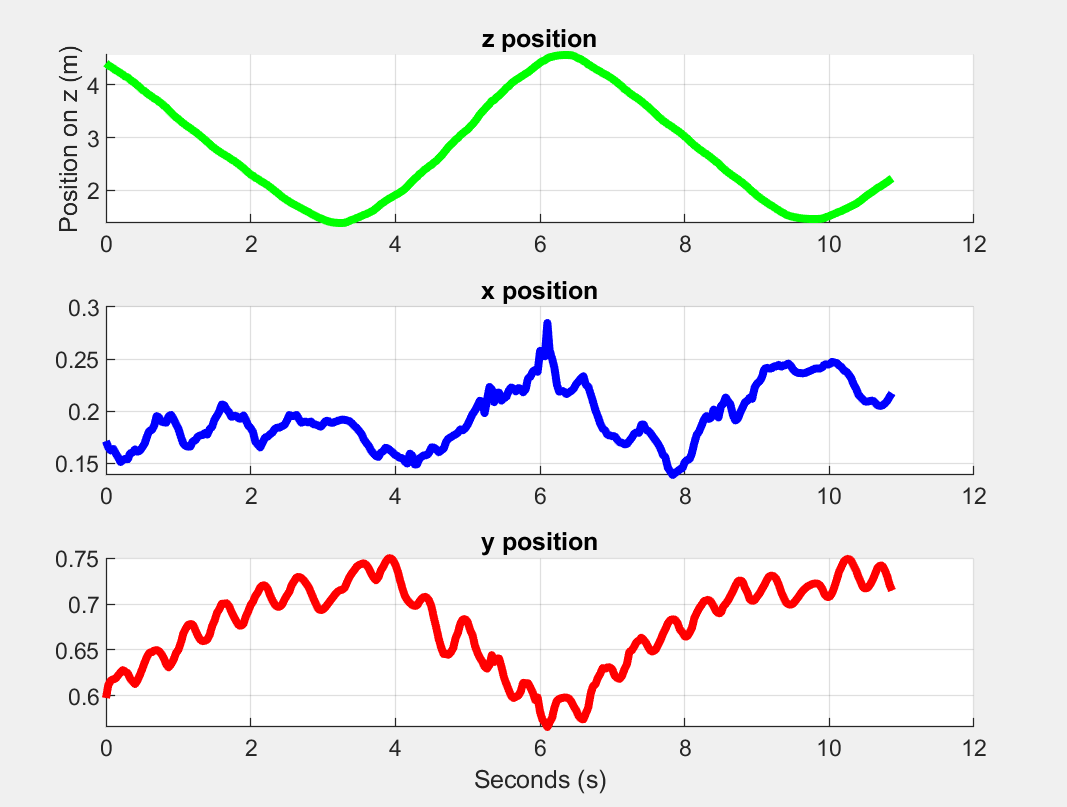 z position
Position on z (m)
4
3
2
0 2 4 6 8 10 12
x position
0.3
0.25
0.2
0.15
0 2 4 6 8 10 12
y position
0.75
0.7
0.65
0.6
0 2 4 6 8 10 12
Seconds (s)